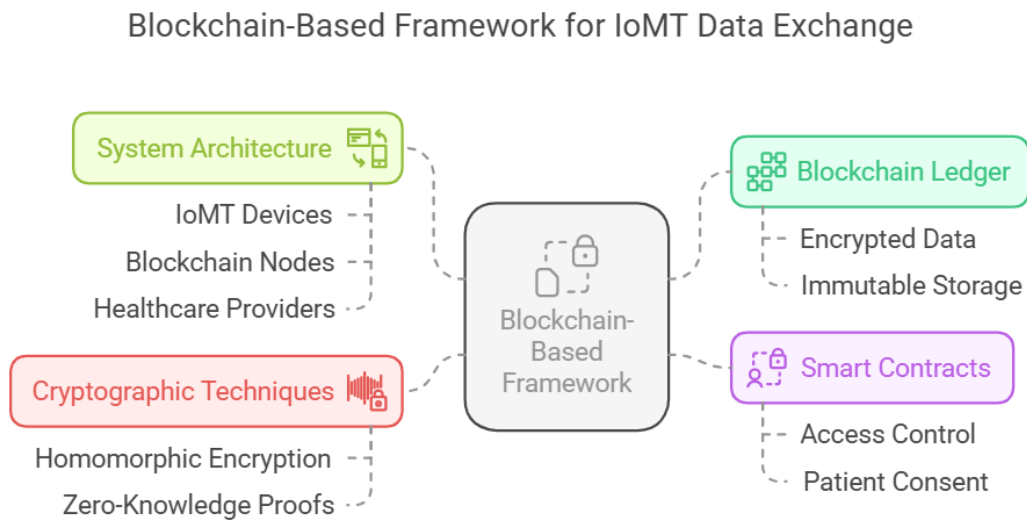 Blockchain-Based Framework for IoMT Data Exchange
System Architecture
IoMT Devices
Blockchain Nodes
Healthcare Providers
Cryptographic Techniques
Homomorphic Encryption
Zero-Knowledge Proofs
Blockchain-
Based
Framework
Blockchain Ledger
Encrypted Data
Immutable Storage
Smart Contracts
Access Control
Patient Consent